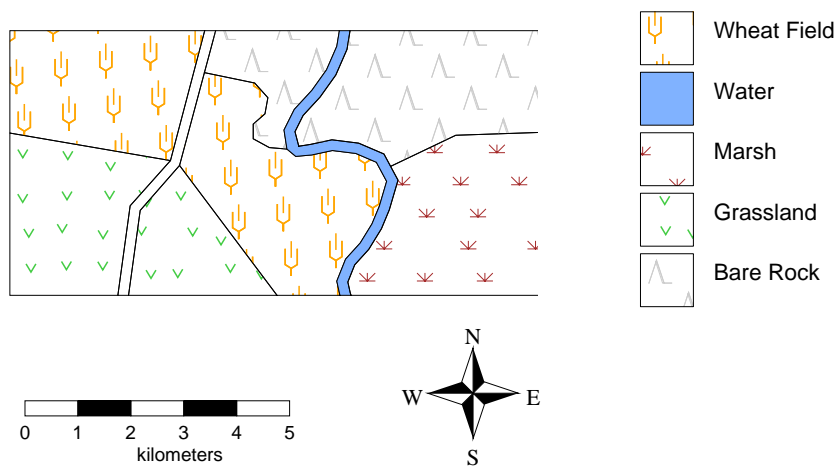 Wheat Field
Water
Marsh
Grassland
Bare Rock
N
W E
S
0 1 2 3 4 5
kilometers